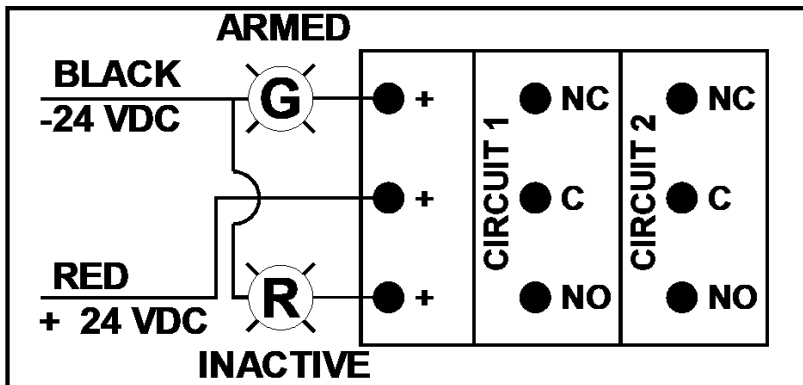 ARMED
BLACK
-24 VDC
G
+
NC
NC
CIRCUIT 1
CIRCUIT 2
+
C
C
RED
+ 24 VDC
R
+
NO
NO
INACTIVE